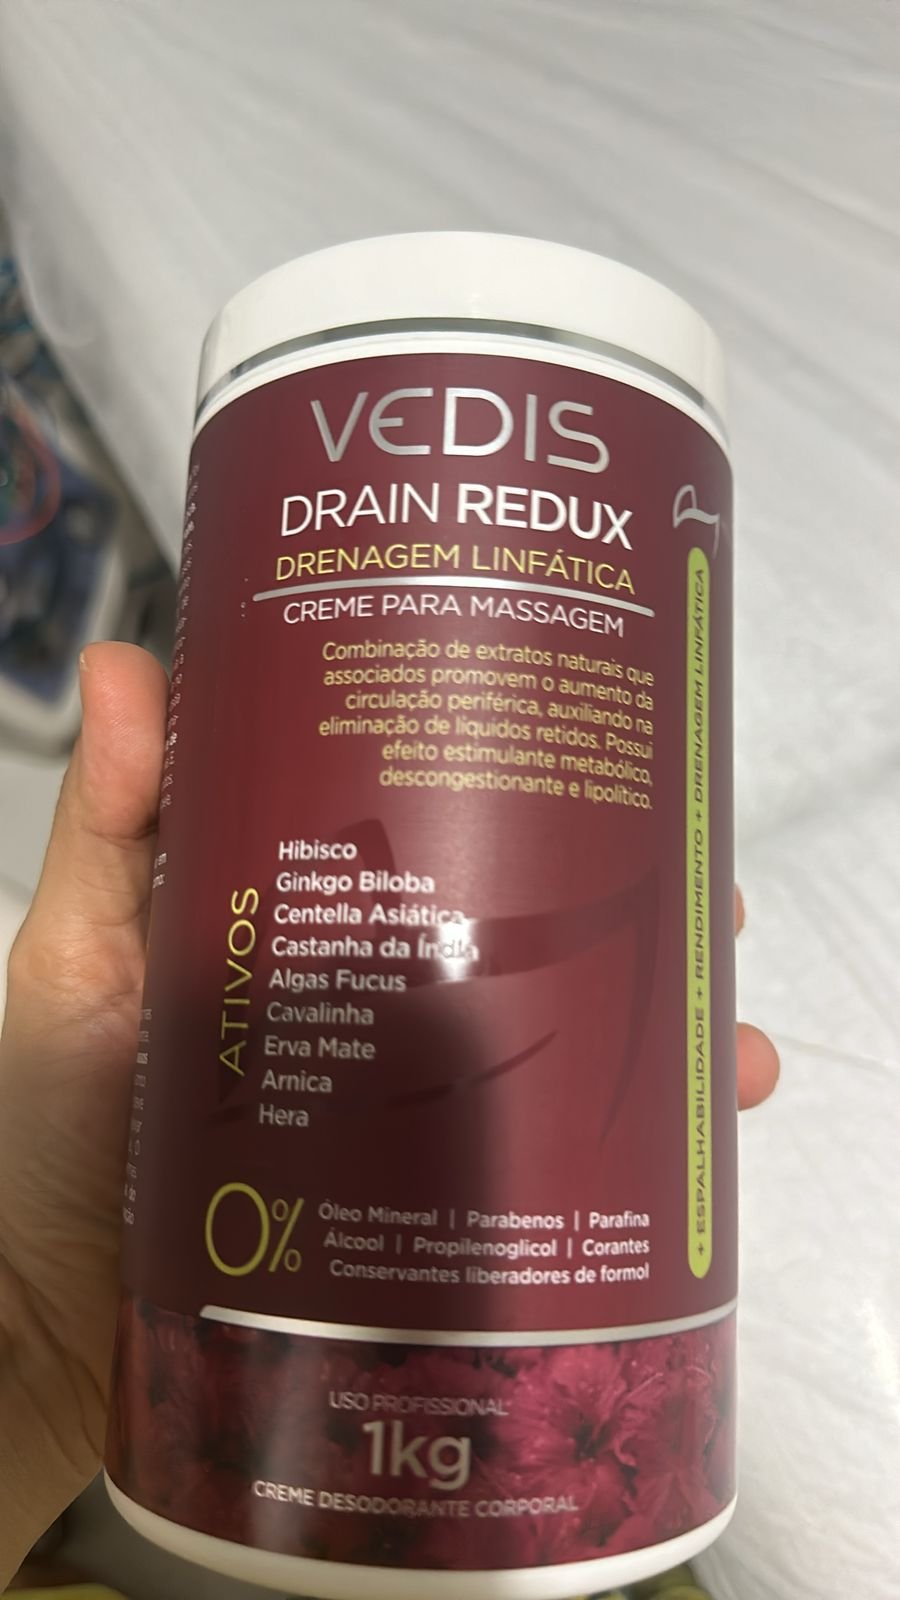 VEDIS
DRAIN REDUX
DRENAGEM LINFÁTICA
CREME PARA MASSAGEM
Combinação de extratos naturais que
associados promovem o aumento da
circulação periférica, auxiliando na
eliminação de líquidos retidos. Possui
efeito estimulante metabólico,
descongestionante e lipolítico.
ATIVOS
Hibisco
Ginkgo Biloba
Centella Asiática
Castanha da Índia
Algas Fucus
Cavalinha
Erva Mate
Arnica
Hera
+ ESPALHABILIDADE + RENDIMENTO + DRENAGEM LINFÁTICA
0%
Óleo Mineral | Parabenos | Parafina
Álcool | Propilenoglicol | Corantes
Conservantes liberadores de formol
USO PROFISSIONAL
1kg
CREME DESODORANTE CORPORAL